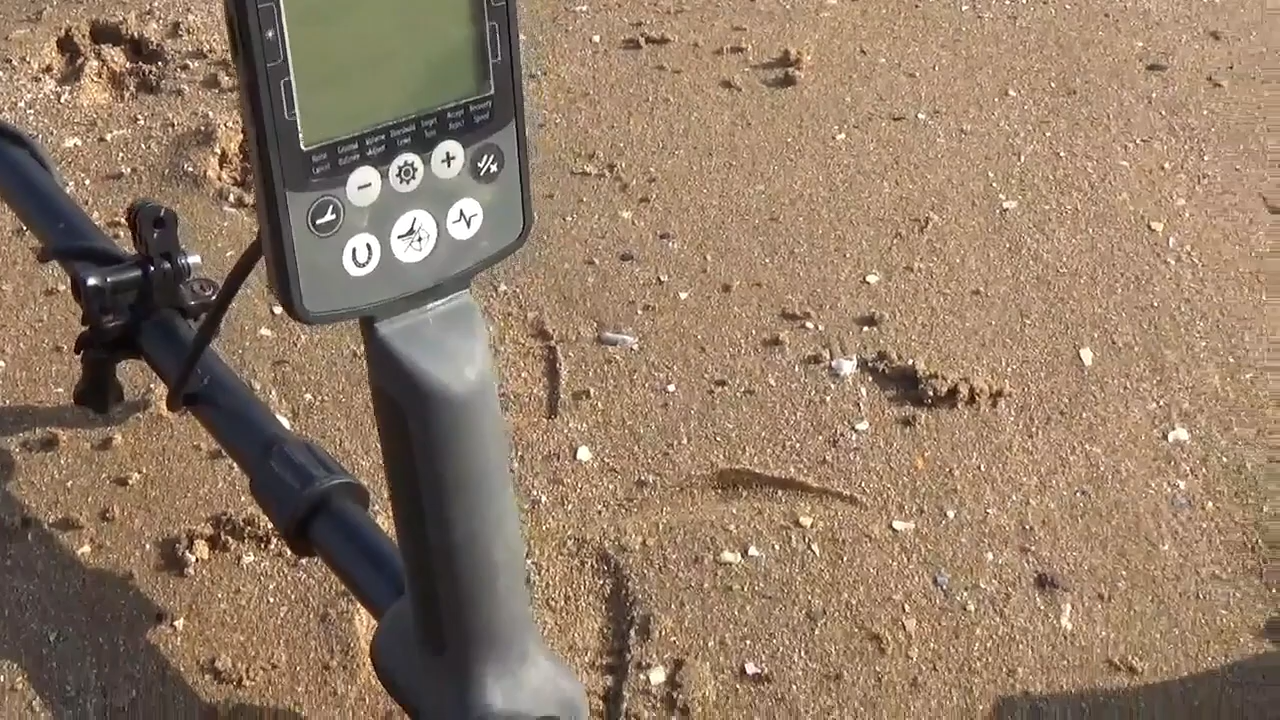 Noise Cancel
Ground Balance
Volume Adjust
Threshold Level
Target Tone
Accept Reject
Recovery Speed